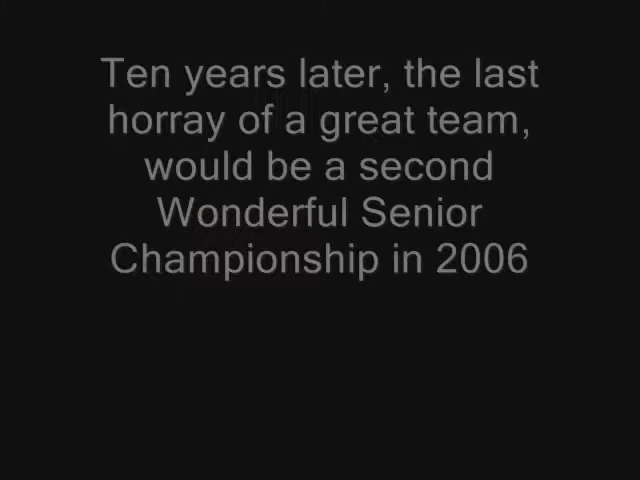 Ten years later, the last
horray of a great team,
would be a second
Wonderful Senior
Championship in 2006